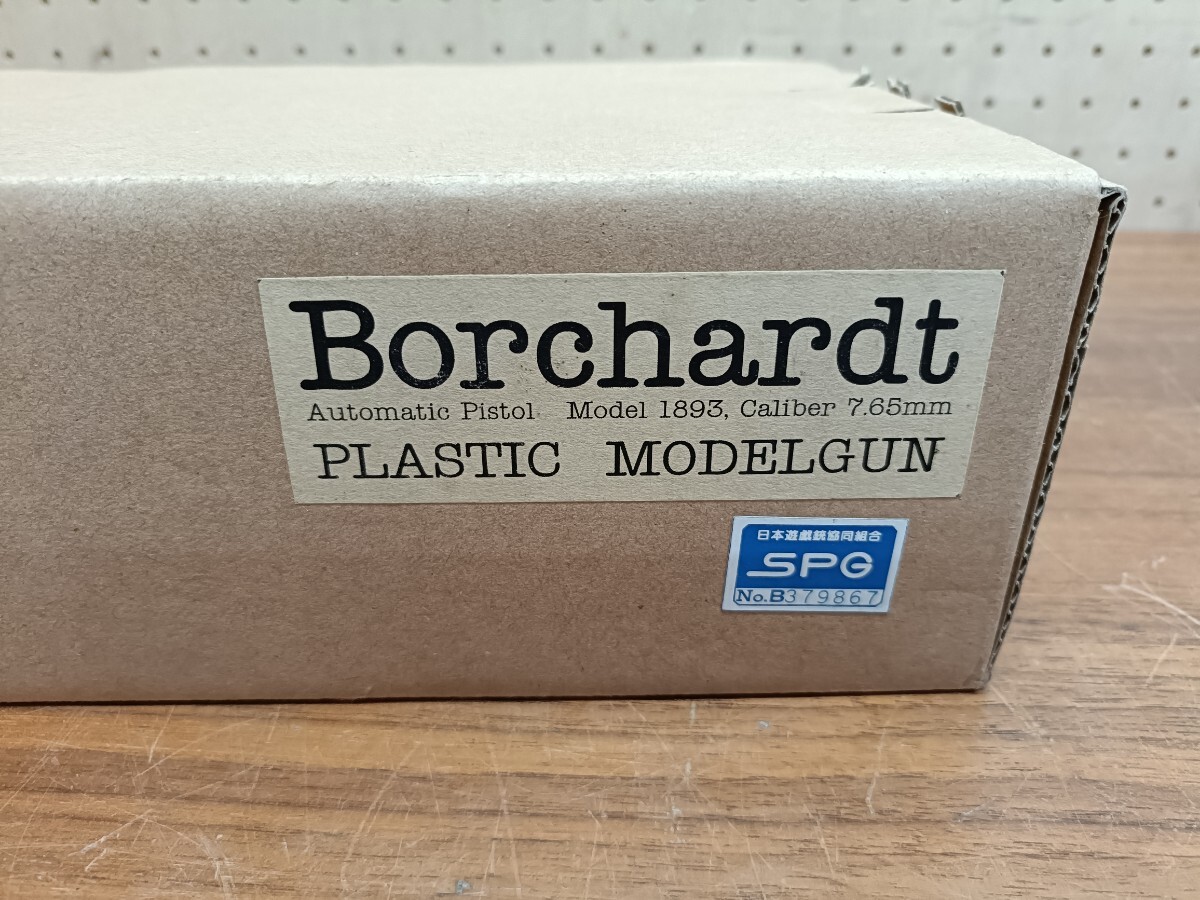 Borchardt
Automatic Pistol Model 1893, Caliber 7.65mm
PLASTIC MODELGUN
日本遊戯銃協同組合
SPG
No.B379867